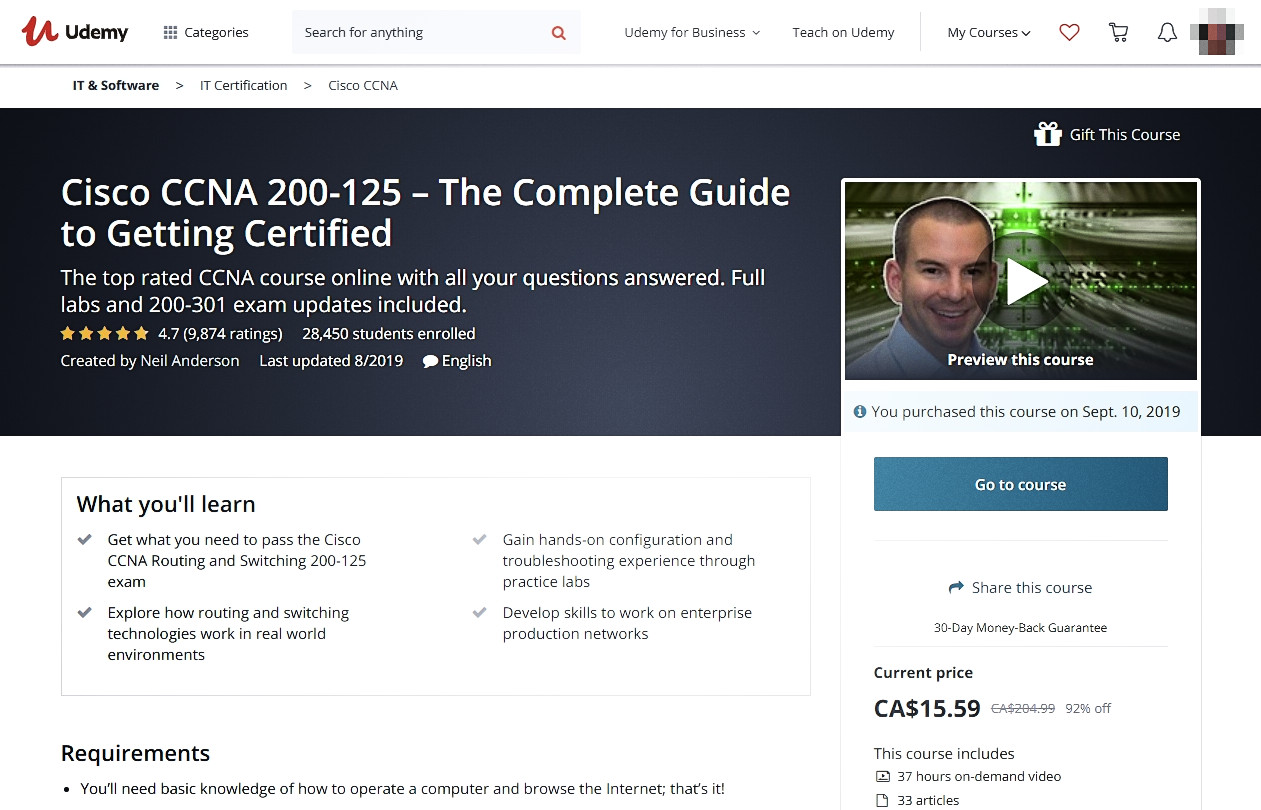 Udemy
Categories
Search for anything
Udemy for Business
Teach on Udemy
My Courses
IT & Software > IT Certification > Cisco CCNA
Gift This Course
Cisco CCNA 200-125 – The Complete Guide
to Getting Certified
The top rated CCNA course online with all your questions answered. Full
labs and 200-301 exam updates included.
4.7 (9,874 ratings) 28,450 students enrolled
Created by Neil Anderson Last updated 8/2019 English
Preview this course
You purchased this course on Sept. 10, 2019
Go to course
Share this course
30-Day Money-Back Guarantee
Current price
CA$15.59 CA$204.99 92% off
This course includes
37 hours on-demand video
33 articles
What you'll learn
Get what you need to pass the Cisco
CCNA Routing and Switching 200-125
exam
Explore how routing and switching
technologies work in real world
environments
Gain hands-on configuration and
troubleshooting experience through
practice labs
Develop skills to work on enterprise
production networks
Requirements
• You’ll need basic knowledge of how to operate a computer and browse the Internet; that’s it!